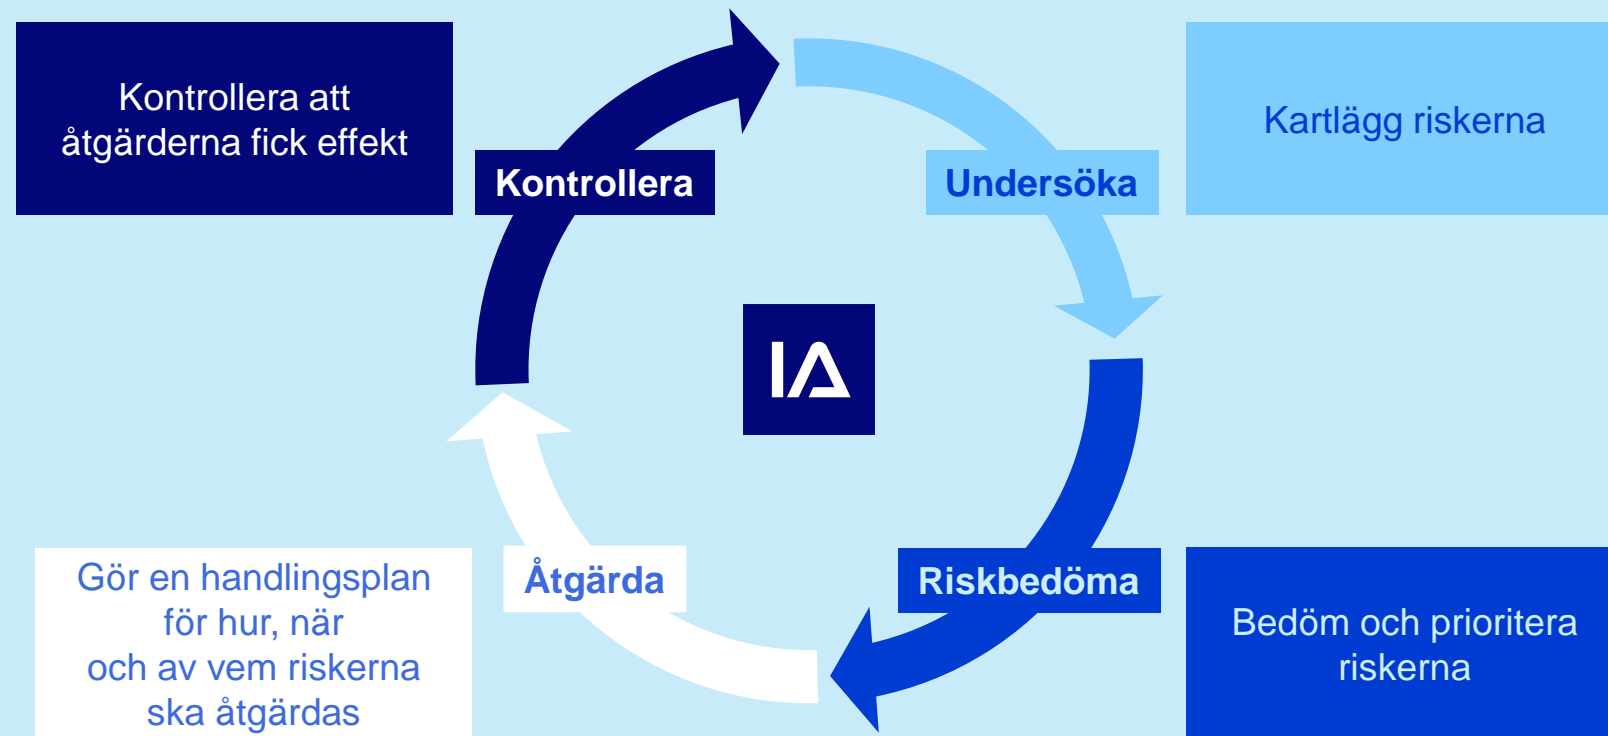 Kontrollera att
åtgärderna fick effekt
Kontrollera
Undersöka
Kartlägg riskerna
IA
Gör en handlingsplan
för hur, när
och av vem riskerna
ska åtgärdas
Åtgärda
Riskbedöma
Bedöm och prioritera
riskerna